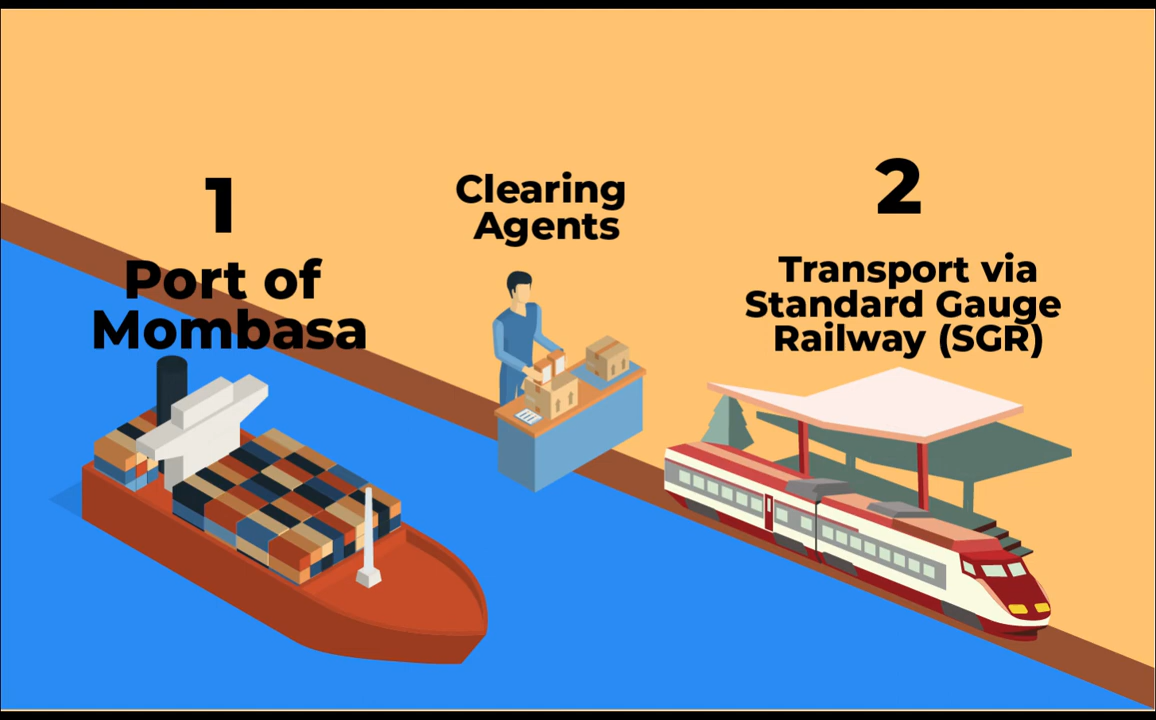 1
Port of
Mombasa
Clearing
Agents
2
Transport via
Standard Gauge
Railway (SGR)